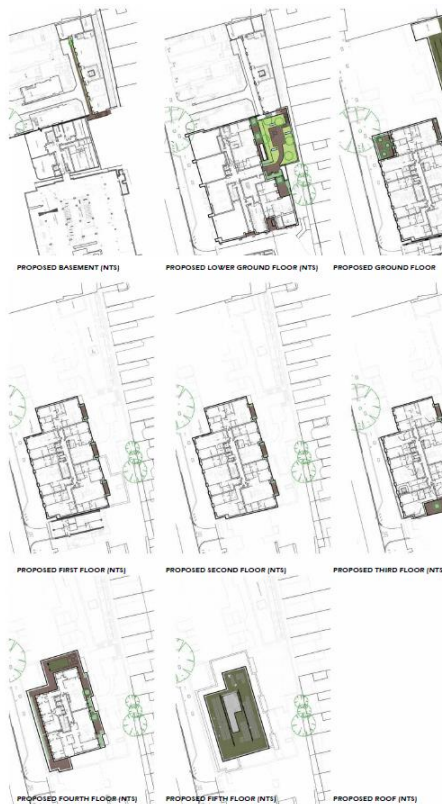 PROPOSED BASEMENT (NTS)
PROPOSED LOWER GROUND FLOOR (NTS)
PROPOSED GROUND FLOOR
PROPOSED FIRST FLOOR (NTS)
PROPOSED SECOND FLOOR (NTS)
PROPOSED THIRD FLOOR (NTS
PROPOSED FOURTH FLOOR (NTS)
PROPOSED FIFTH FLOOR (NTS)
PROPOSED ROOF (NTS)